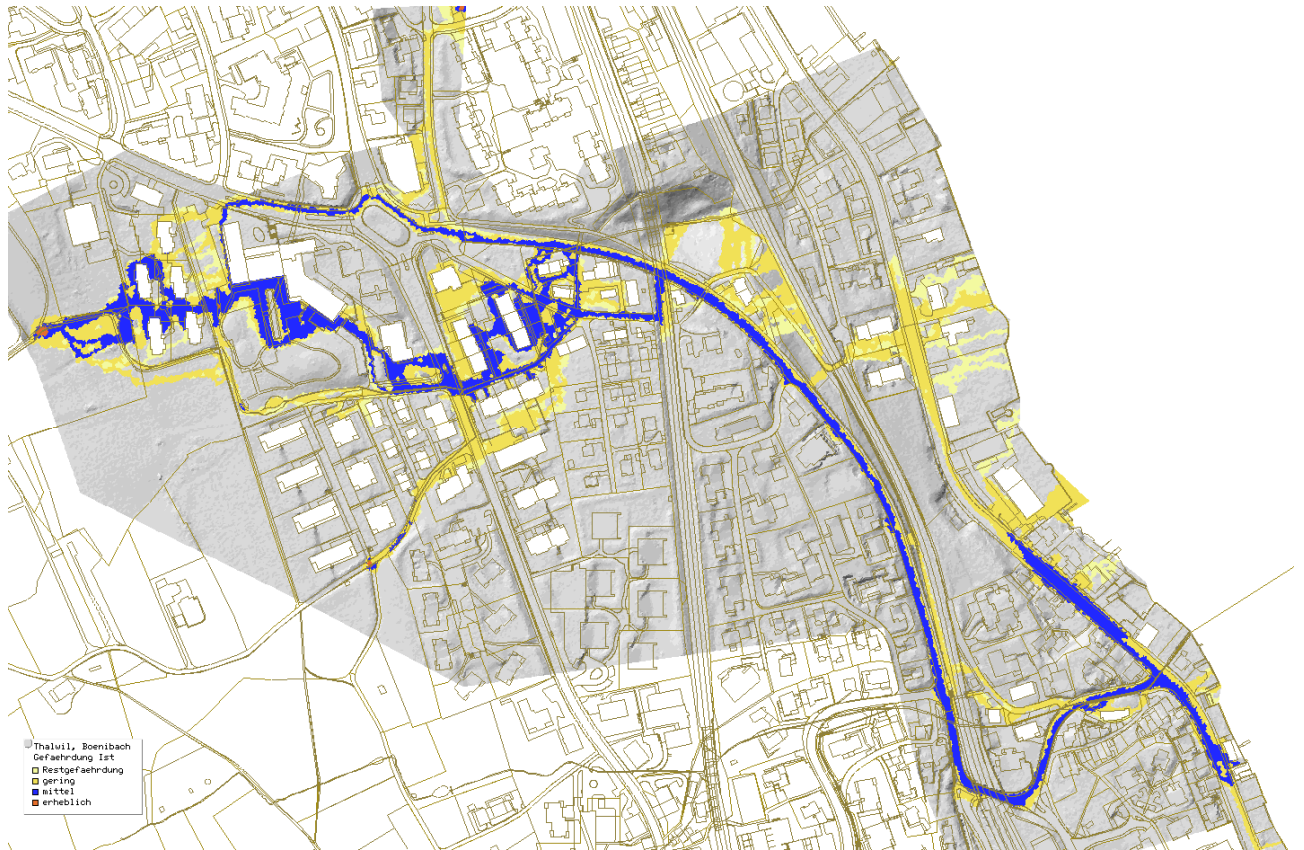 Thalwil, Boenibach
Gefaehrdung Ist
Restgefaehrdung
gering
mittel
erheblich